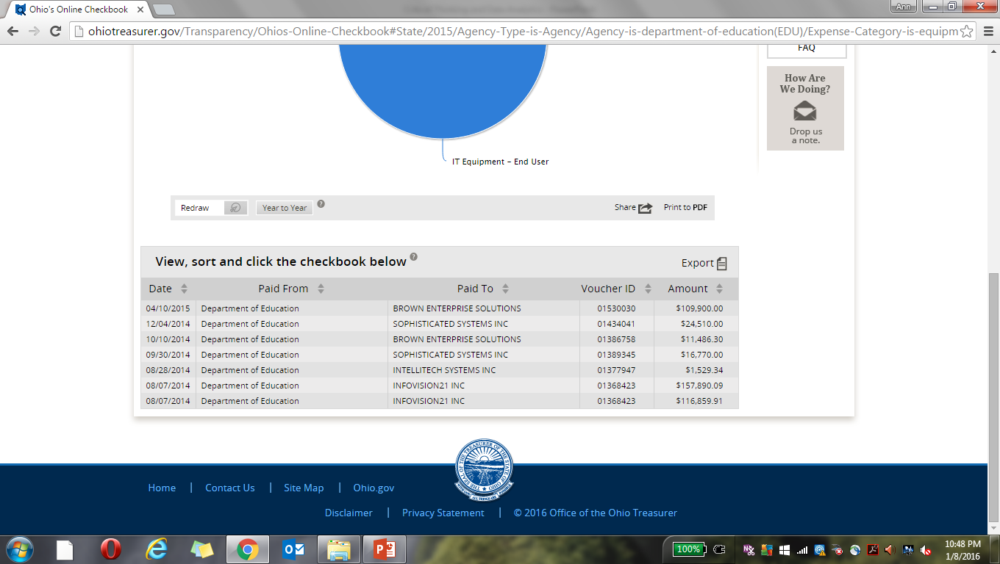 Ohio's Online Checkbook
Ann
ohiotreasurer.gov/Transparency/Ohios-Online-Checkbook#State/2015/Agency-Type-is-Agency/Agency-is-department-of-education(EDU)/Expense-Category-is-equipm
FAQ
How Are
We Doing?
Drop us
a note.
IT Equipment - End User
Redraw Year to Year ? Share Print to PDF
View, sort and click the checkbook below ? Export
Date Paid From Paid To Voucher ID Amount
04/10/2015 Department of Education BROWN ENTERPRISE SOLUTIONS 01530030 $109,900.00
12/04/2014 Department of Education SOPHISTICATED SYSTEMS INC 01434041 $24,510.00
10/10/2014 Department of Education BROWN ENTERPRISE SOLUTIONS 01386758 $11,486.30
09/30/2014 Department of Education SOPHISTICATED SYSTEMS INC 01389345 $16,770.00
08/28/2014 Department of Education INTELLITECH SYSTEMS INC 01377947 $1,529.34
08/07/2014 Department of Education INFOVISION21 INC 01368423 $157,890.09
08/07/2014 Department of Education INFOVISION21 INC 01368423 $116,859.91
Home | Contact Us | Site Map | Ohio.gov
Disclaimer | Privacy Statement | © 2016 Office of the Ohio Treasurer
100%
10:48 PM
1/8/2016